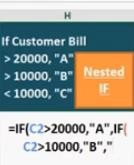 H
If Customer Bill
> 20000, "A"
> 10000, "B"
< 10000, "C"
Nested
IF
=IF(C2>20000,"A",IF(
C2>10000,"B","